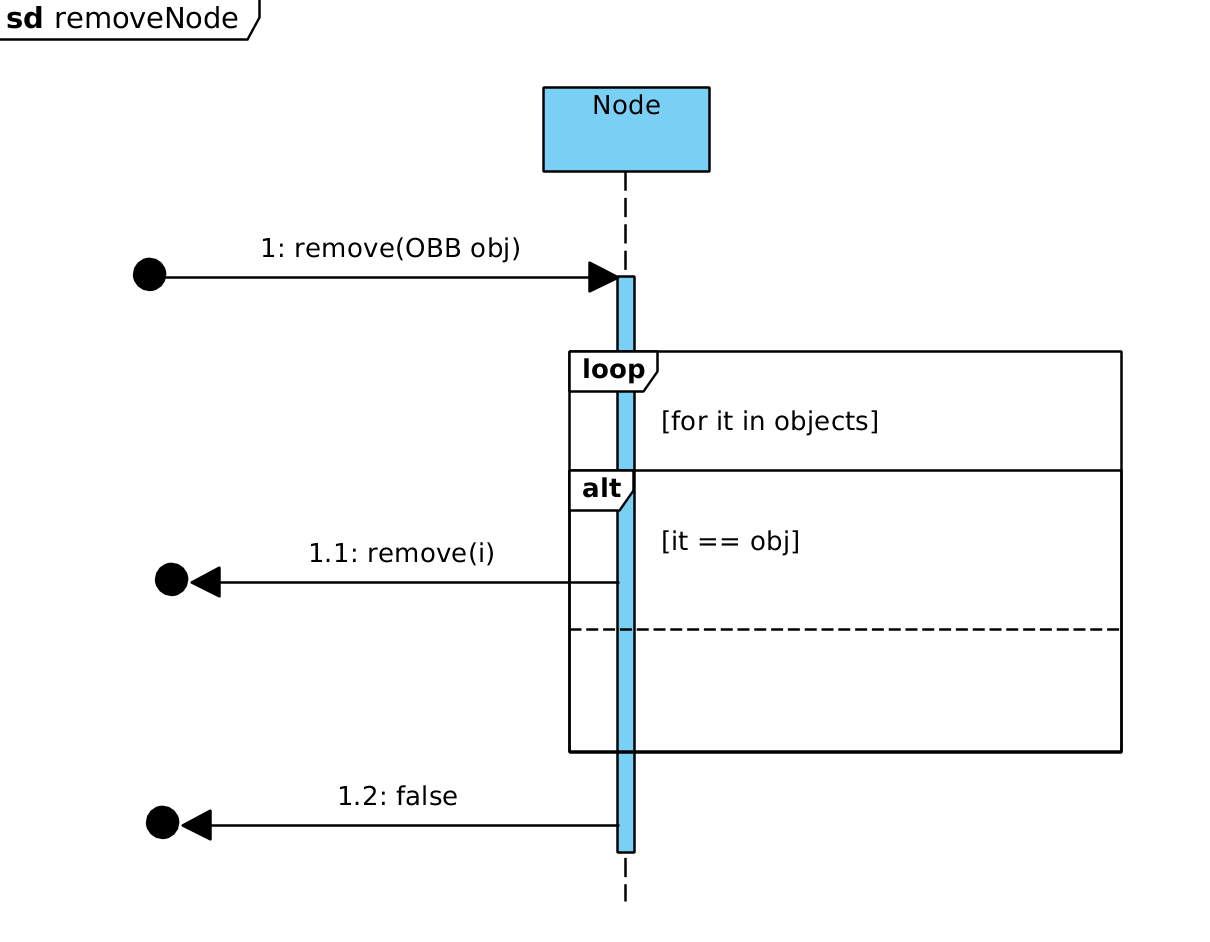 sd removeNode
Node
1: remove(OBB obj)
loop
[for it in objects]
alt
[it == obj]
1.1: remove(i)
1.2: false